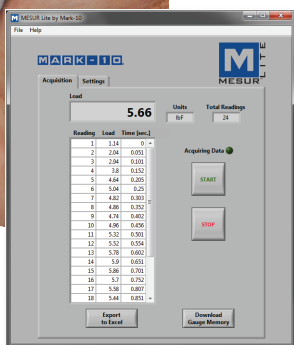 MESUR Lite by Mark-10
File Help
MARK-10
M
MESUR
LITE
Acquisition Settings
Load
5.66
Units
lbF
Total Readings
24
Reading Load Time (sec.)
1 1.14 0
2 2.04 0.051
3 2.94 0.101
4 3.8 0.152
5 4.64 0.205
6 5.04 0.25
7 4.82 0.303
8 4.86 0.352
9 4.74 0.402
10 4.96 0.456
11 5.32 0.501
12 5.52 0.554
13 5.78 0.602
14 5.9 0.651
15 5.86 0.701
16 5.7 0.752
17 5.58 0.807
18 5.44 0.851
Acquiring Data
START
STOP
Export
to Excel
Download
Gauge Memory